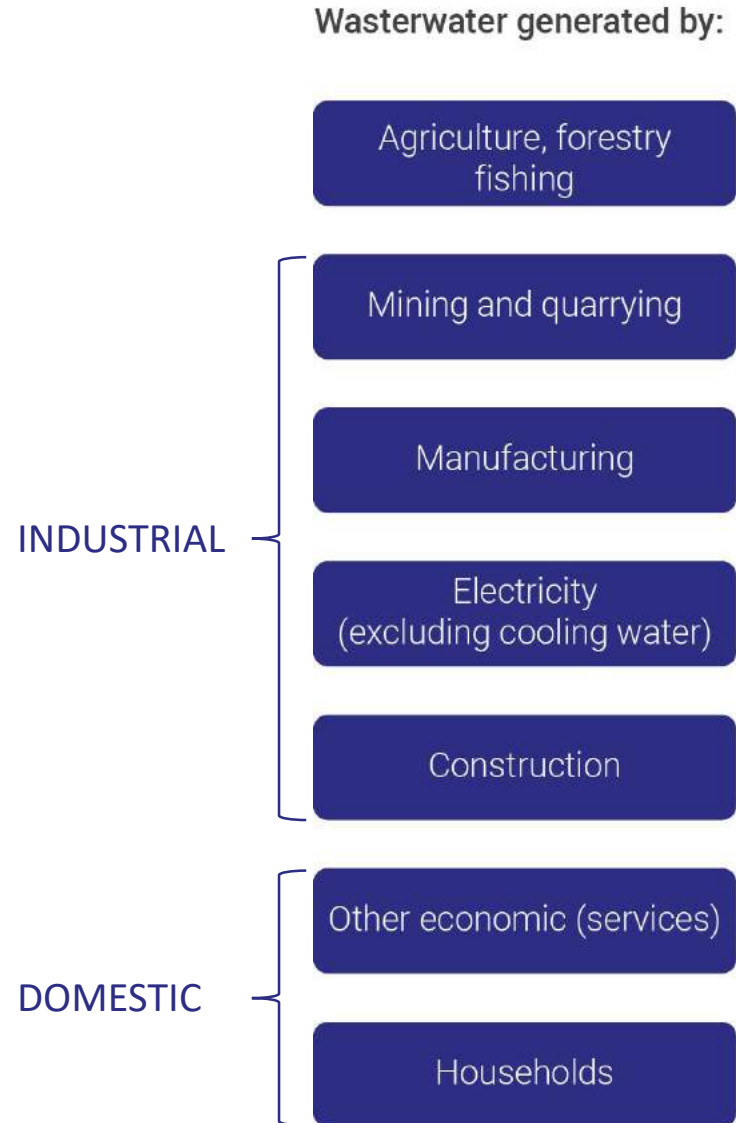 Wasterwater generated by:
Agriculture, forestry
fishing
Mining and quarrying
Manufacturing
INDUSTRIAL
Electricity
(excluding cooling water)
Construction
Other economic (services)
DOMESTIC
Households